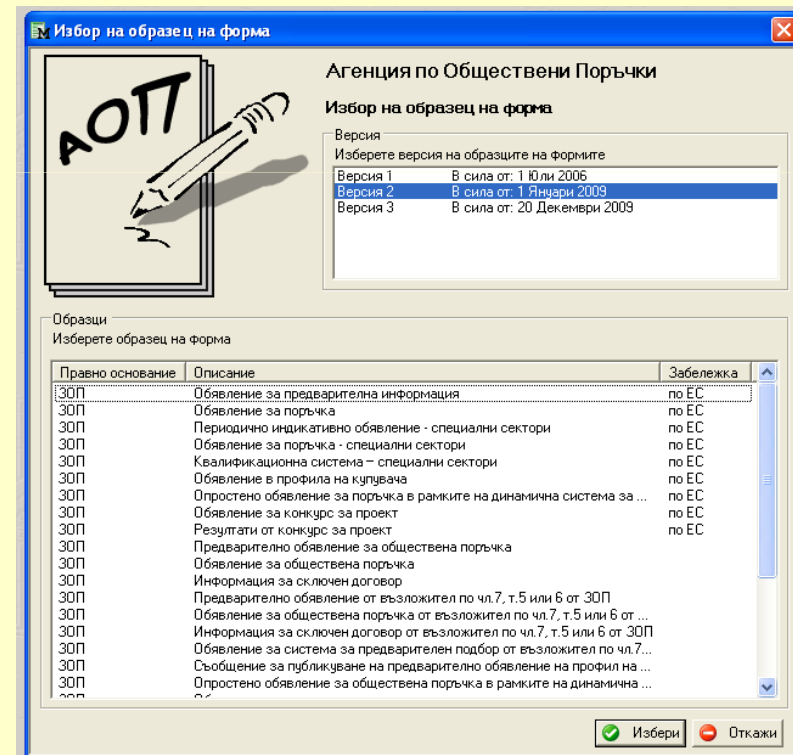 Избор на образец на форма
АОП
Агенция по Обществени Поръчки
Избор на образец на форма
Версия
Изберете версия на образците на формите
Версия 1 В сила от: 1 Юли 2006
Версия 2 В сила от: 1 Януари 2009
Версия 3 В сила от: 20 Декември 2009
Образци
Изберете образец на форма
Правно основание Описание Забележка
ЗОП Обявление за предварителна информация по ЕС
ЗОП Обявление за поръчка по ЕС
ЗОП Периодично индикативно обявление - специални сектори по ЕС
ЗОП Обявление за поръчка - специални сектори по ЕС
ЗОП Квалификационна система – специални сектори по ЕС
ЗОП Обявление в профила на купувача по ЕС
ЗОП Опростено обявление за поръчка в рамките на динамична система за ... по ЕС
ЗОП Обявление за конкурс за проект по ЕС
ЗОП Резултати от конкурс за проект по ЕС
ЗОП Предварително обявление за обществена поръчка
ЗОП Обявление за обществена поръчка
ЗОП Информация за сключен договор
ЗОП Предварително обявление от възложител по чл.7, т.5 или 6 от ЗОП
ЗОП Обявление за обществена поръчка от възложител по чл.7, т.5 или 6 от ...
ЗОП Информация за сключен договор от възложител по чл.7, т.5 или 6 от ЗОП
ЗОП Обявление за система за предварителен подбор от възложител по чл.7...
ЗОП Съобщение за публикуване на предварително обявление на профил на ...
ЗОП Опростено обявление за обществена поръчка в рамките на динамична ...
Избери Откажи